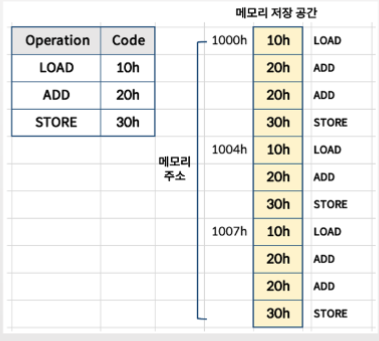 메모리 저장 공간
Operation Code
LOAD 10h
ADD 20h
STORE 30h
메모리
주소
1000h 10h LOAD
20h ADD
20h ADD
30h STORE
1004h 10h LOAD
20h ADD
30h STORE
1007h 10h LOAD
20h ADD
20h ADD
30h STORE